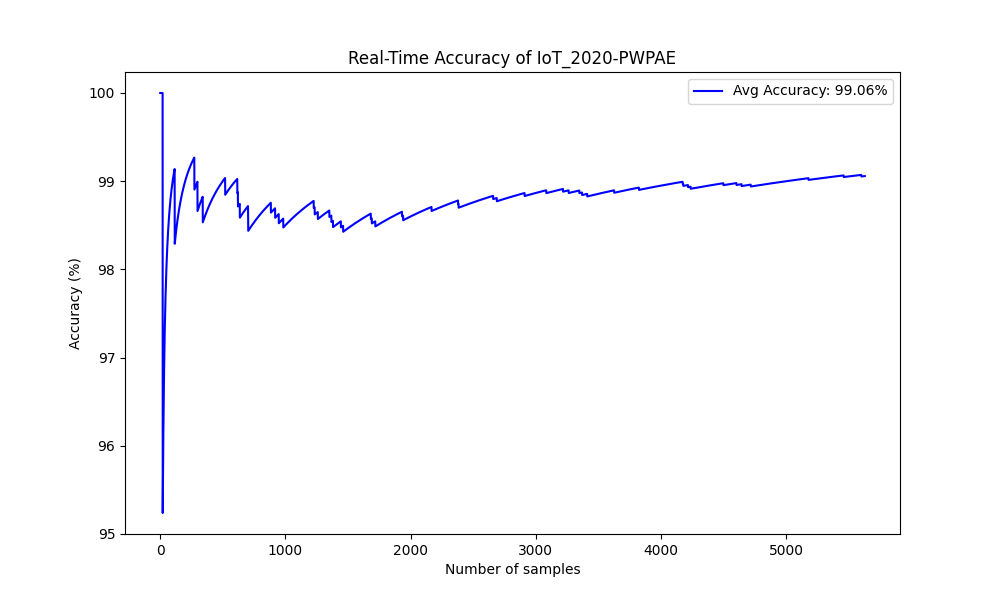 Real-Time Accuracy of IoT_2020-PWPAE
Avg Accuracy: 99.06%
100
99
98
97
96
95
Accuracy (%)
0 1000 2000 3000 4000 5000
Number of samples